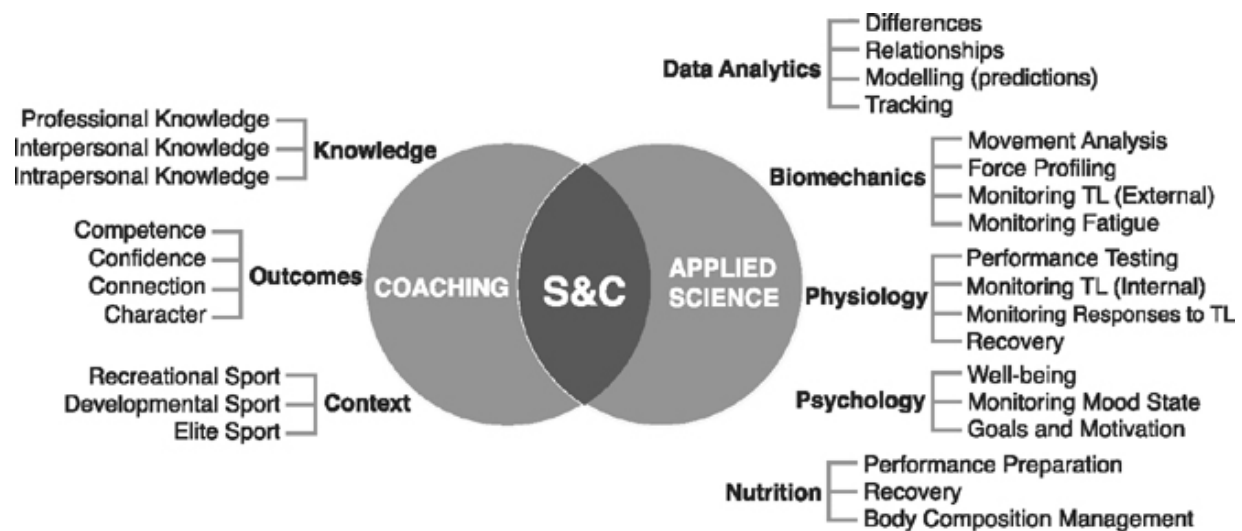 Professional Knowledge
Interpersonal Knowledge
Intrapersonal Knowledge
Knowledge
Competence
Confidence
Connection
Character
Outcomes
Recreational Sport
Developmental Sport
Elite Sport
Context
COACHING
S&C
APPLIED
SCIENCE
Data Analytics
Differences
Relationships
Modelling (predictions)
Tracking
Biomechanics
Movement Analysis
Force Profiling
Monitoring TL (External)
Monitoring Fatigue
Physiology
Performance Testing
Monitoring TL (Internal)
Monitoring Responses to TL
Recovery
Psychology
Well-being
Monitoring Mood State
Goals and Motivation
Nutrition
Performance Preparation
Recovery
Body Composition Management